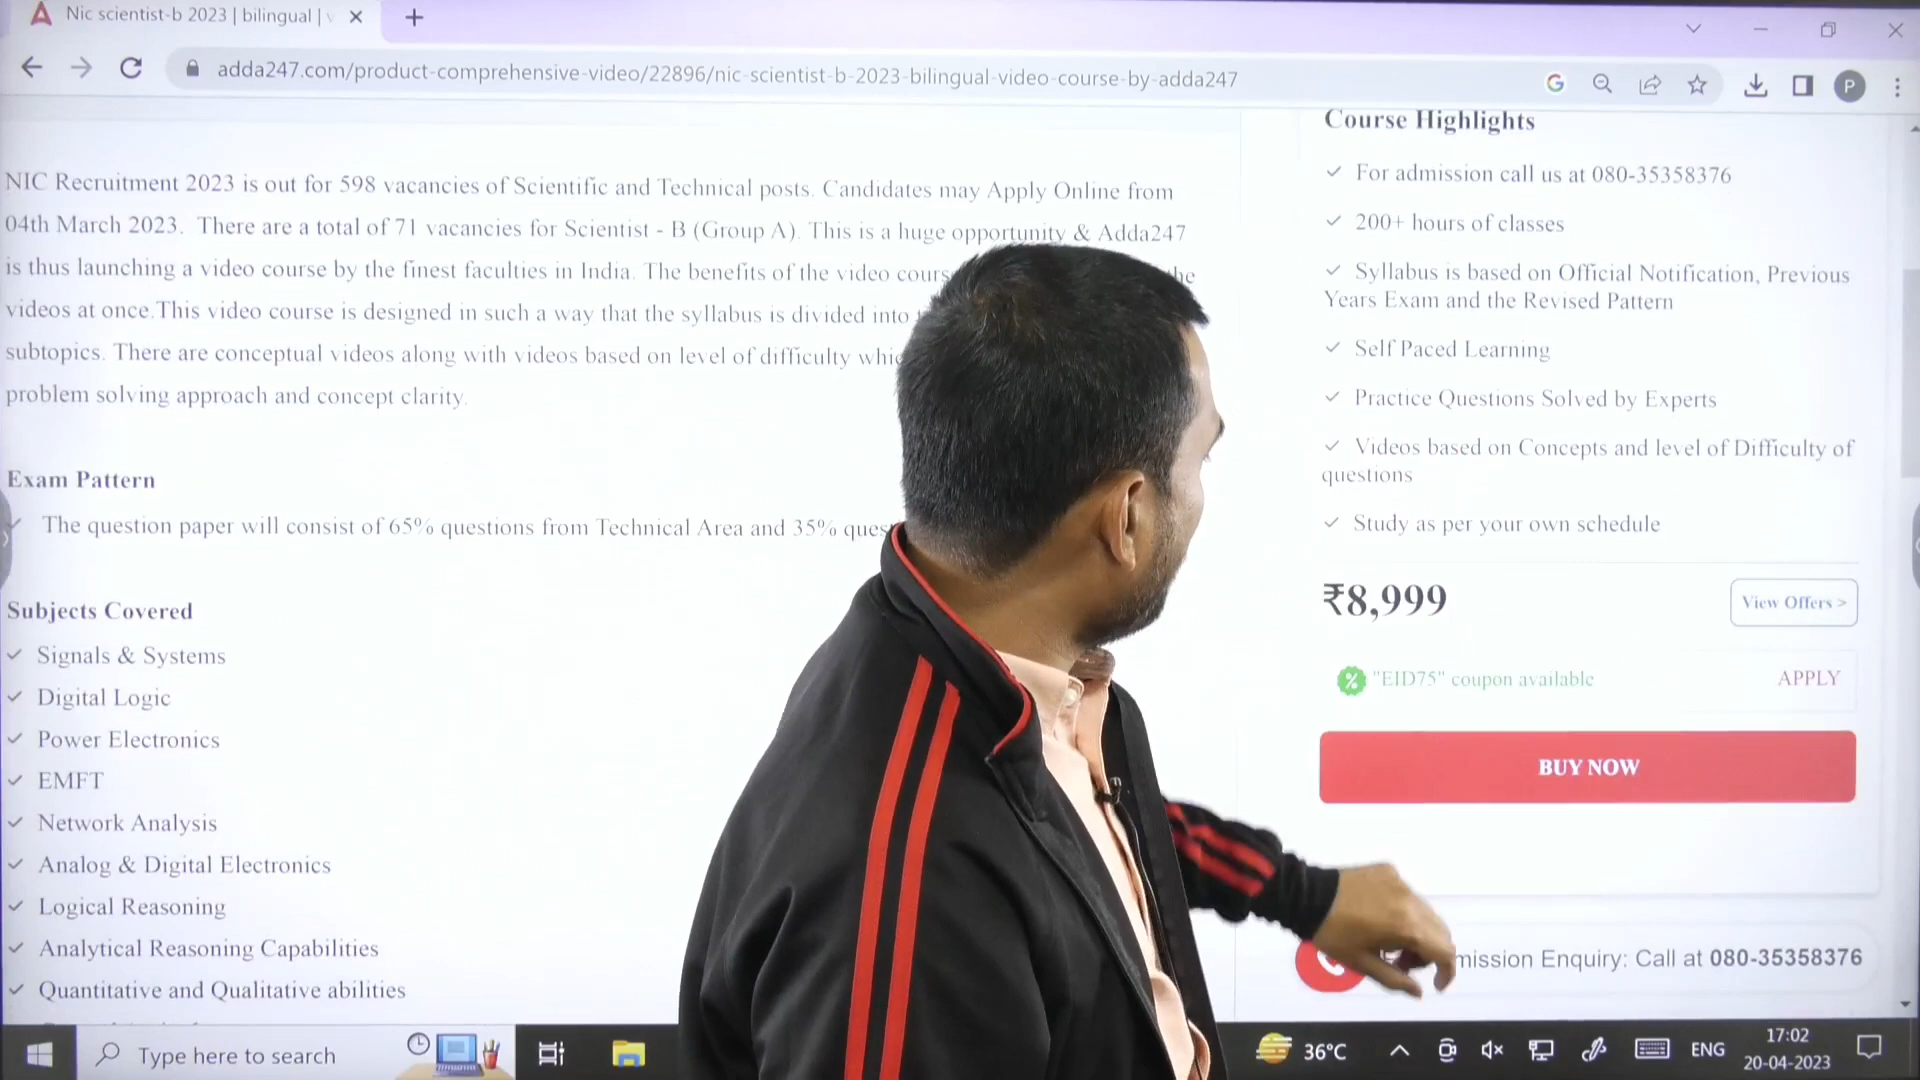 Nic scientist-b 2023 | bilingual |
adda247.com/product-comprehensive-video/22896/nic-scientist-b-2023-bilingual-video-course-by-adda247
P
NIC Recruitment 2023 is out for 598 vacancies of Scientific and Technical posts. Candidates may Apply Online from
04th March 2023. There are a total of 71 vacancies for Scientist - B (Group A). This is a huge opportunity & Adda247
is thus launching a video course by the finest faculties in India. The benefits of the video
videos at once.This video course is designed in such a way that the syllabus is divided into
subtopics. There are conceptual videos along with videos based on level of difficulty
problem solving approach and concept clarity.
Exam Pattern
The question paper will consist of 65% questions from Technical Area and 35%
Subjects Covered
Signals & Systems
Digital Logic
Power Electronics
EMFT
Network Analysis
Analog & Digital Electronics
Logical Reasoning
Analytical Reasoning Capabilities
Quantitative and Qualitative abilities
Course Highlights
For admission call us at 080-35358376
200+ hours of classes
Syllabus is based on Official Notification, Previous
Years Exam and the Revised Pattern
Self Paced Learning
Practice Questions Solved by Experts
Videos based on Concepts and level of Difficulty of
questions
Study as per your own schedule
₹8,999
View Offers >
"EID75" coupon available
APPLY
BUY NOW
Enquiry: Call at 080-35358376
Type here to search
36°C
ENG
17:02
20-04-2023